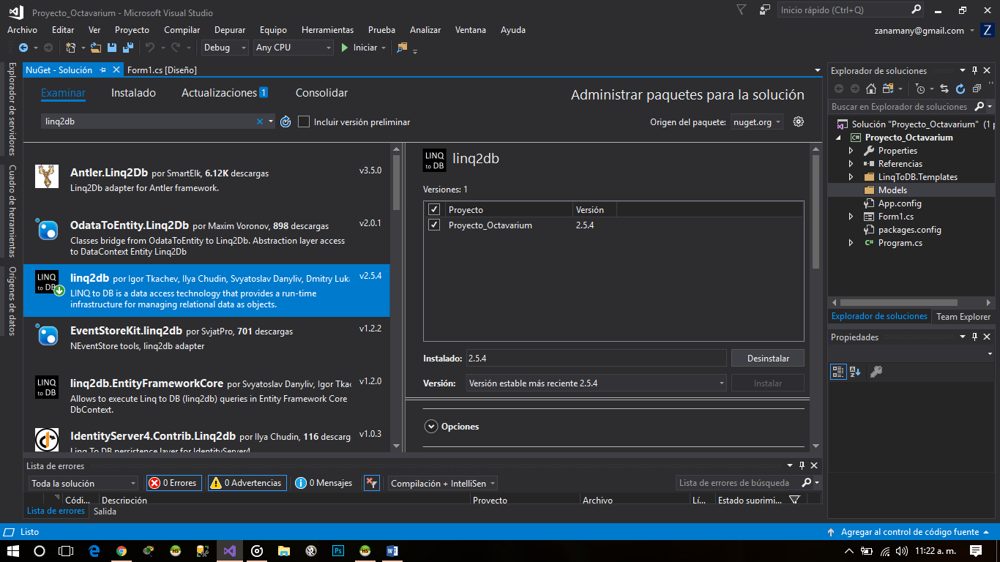 Proyecto_Octavarium - Microsoft Visual Studio
Inicio rápido (Ctrl+Q)
Archivo Editar Ver Proyecto Compilar Depurar Equipo Herramientas Prueba Analizar Ventana Ayuda
zanamany@gmail.com Z
Debug Any CPU Iniciar
Explorador de servidores
Cuadro de herramientas
Orígenes de datos
NuGet - Solución Form1.cs [Diseño]
Examinar Instalado Actualizaciones 1 Consolidar
Administrar paquetes para la solución
linq2db
Incluir versión preliminar
Origen del paquete: nuget.org
Antler.Linq2Db por SmartElk, 6.12K descargas v3.5.0
Linq2Db adapter for Antler framework.
OdataToEntity.Linq2Db por Maxim Voronov, 898 descargas v2.0.1
Classes bridge from OdataToEntity to Linq2Db. Abstraction layer access
to DataContext Entity Linq2Db
LINQ
to DB
linq2db por Igor Tkachev, Ilya Chudin, Svyatoslav Danyliv, Dmitry Luka v2.5.4
LINQ to DB is a data access technology that provides a run-time
infrastructure for managing relational data as objects.
EventStoreKit.linq2db por SvjatPro, 701 descargas v1.2.2
NEventStore tools, linq2db adapter
LINQ
to DB
linq2db.EntityFrameworkCore por Svyatoslav Danyliv, Igor Tkac v1.2.0
Allows to execute Linq to DB (linq2db) queries in Entity Framework Core
DbContext.
IdentityServer4.Contrib.Linq2db por Ilya Chudin, 116 descarg v1.0.3
Linq To DB persistence layer for IdentityServer4
LINQ
to DB
linq2db
Versiones: 1
Proyecto Versión
Proyecto_Octavarium 2.5.4
Instalado: 2.5.4 Desinstalar
Versión: Versión estable más reciente 2.5.4 Instalar
Opciones
Explorador de soluciones
Buscar en Explorador de soluciones
Solución "Proyecto_Octavarium" (1 p
C# Proyecto_Octavarium
Properties
Referencias
LinqToDB.Templates
Models
App.config
Form1.cs
packages.config
C# Program.cs
Explorador de soluciones Team Explorer
Propiedades
Lista de errores
Toda la solución 0 Errores 0 Advertencias 0 Mensajes Compilación + IntelliSen
Lista de errores de búsqueda
Códi... Descripción Proyecto Archivo Lí... Estado suprimi...
Lista de errores Salida
Listo
Agregar al control de código fuente
HS
Ps
HS
11:22 a. m.